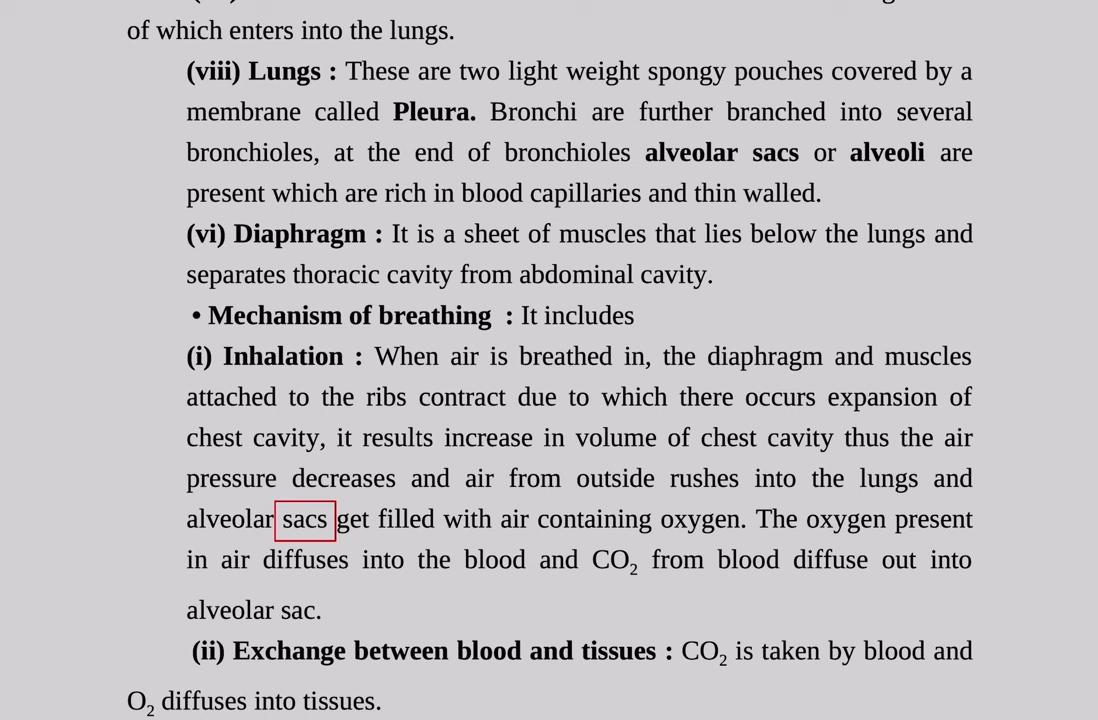 of which enters into the lungs.
(viii) Lungs : These are two light weight spongy pouches covered by a
membrane called Pleura. Bronchi are further branched into several
bronchioles, at the end of bronchioles alveolar sacs or alveoli are
present which are rich in blood capillaries and thin walled.
(vi) Diaphragm : It is a sheet of muscles that lies below the lungs and
separates thoracic cavity from abdominal cavity.
• Mechanism of breathing : It includes
(i) Inhalation : When air is breathed in, the diaphragm and muscles
attached to the ribs contract due to which there occurs expansion of
chest cavity, it results increase in volume of chest cavity thus the air
pressure decreases and air from outside rushes into the lungs and
alveolar sacs get filled with air containing oxygen. The oxygen present
in air diffuses into the blood and CO₂ from blood diffuse out into
alveolar sac.
(ii) Exchange between blood and tissues : CO₂ is taken by blood and
O₂ diffuses into tissues.